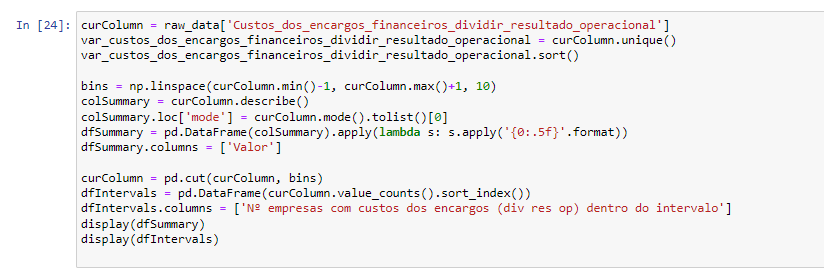 In [24]: curColumn = raw_data['Custos_dos_encargos_financeiros_dividir_resultado_operacional']
var_custos_dos_encargos_financeiros_dividir_resultado_operacional = curColumn.unique()
var_custos_dos_encargos_financeiros_dividir_resultado_operacional.sort()
bins = np.linspace(curColumn.min()-1, curColumn.max()+1, 10)
colSummary = curColumn.describe()
colSummary.loc['mode'] = curColumn.mode().tolist()[0]
dfSummary = pd.DataFrame(colSummary).apply(lambda s: s.apply('{0:.5f}'.format))
dfSummary.columns = ['Valor']
curColumn = pd.cut(curColumn, bins)
dfIntervals = pd.DataFrame(curColumn.value_counts().sort_index())
dfIntervals.columns = ['Nº empresas com custos dos encargos (div res op) dentro do intervalo']
display(dfSummary)
display(dfIntervals)